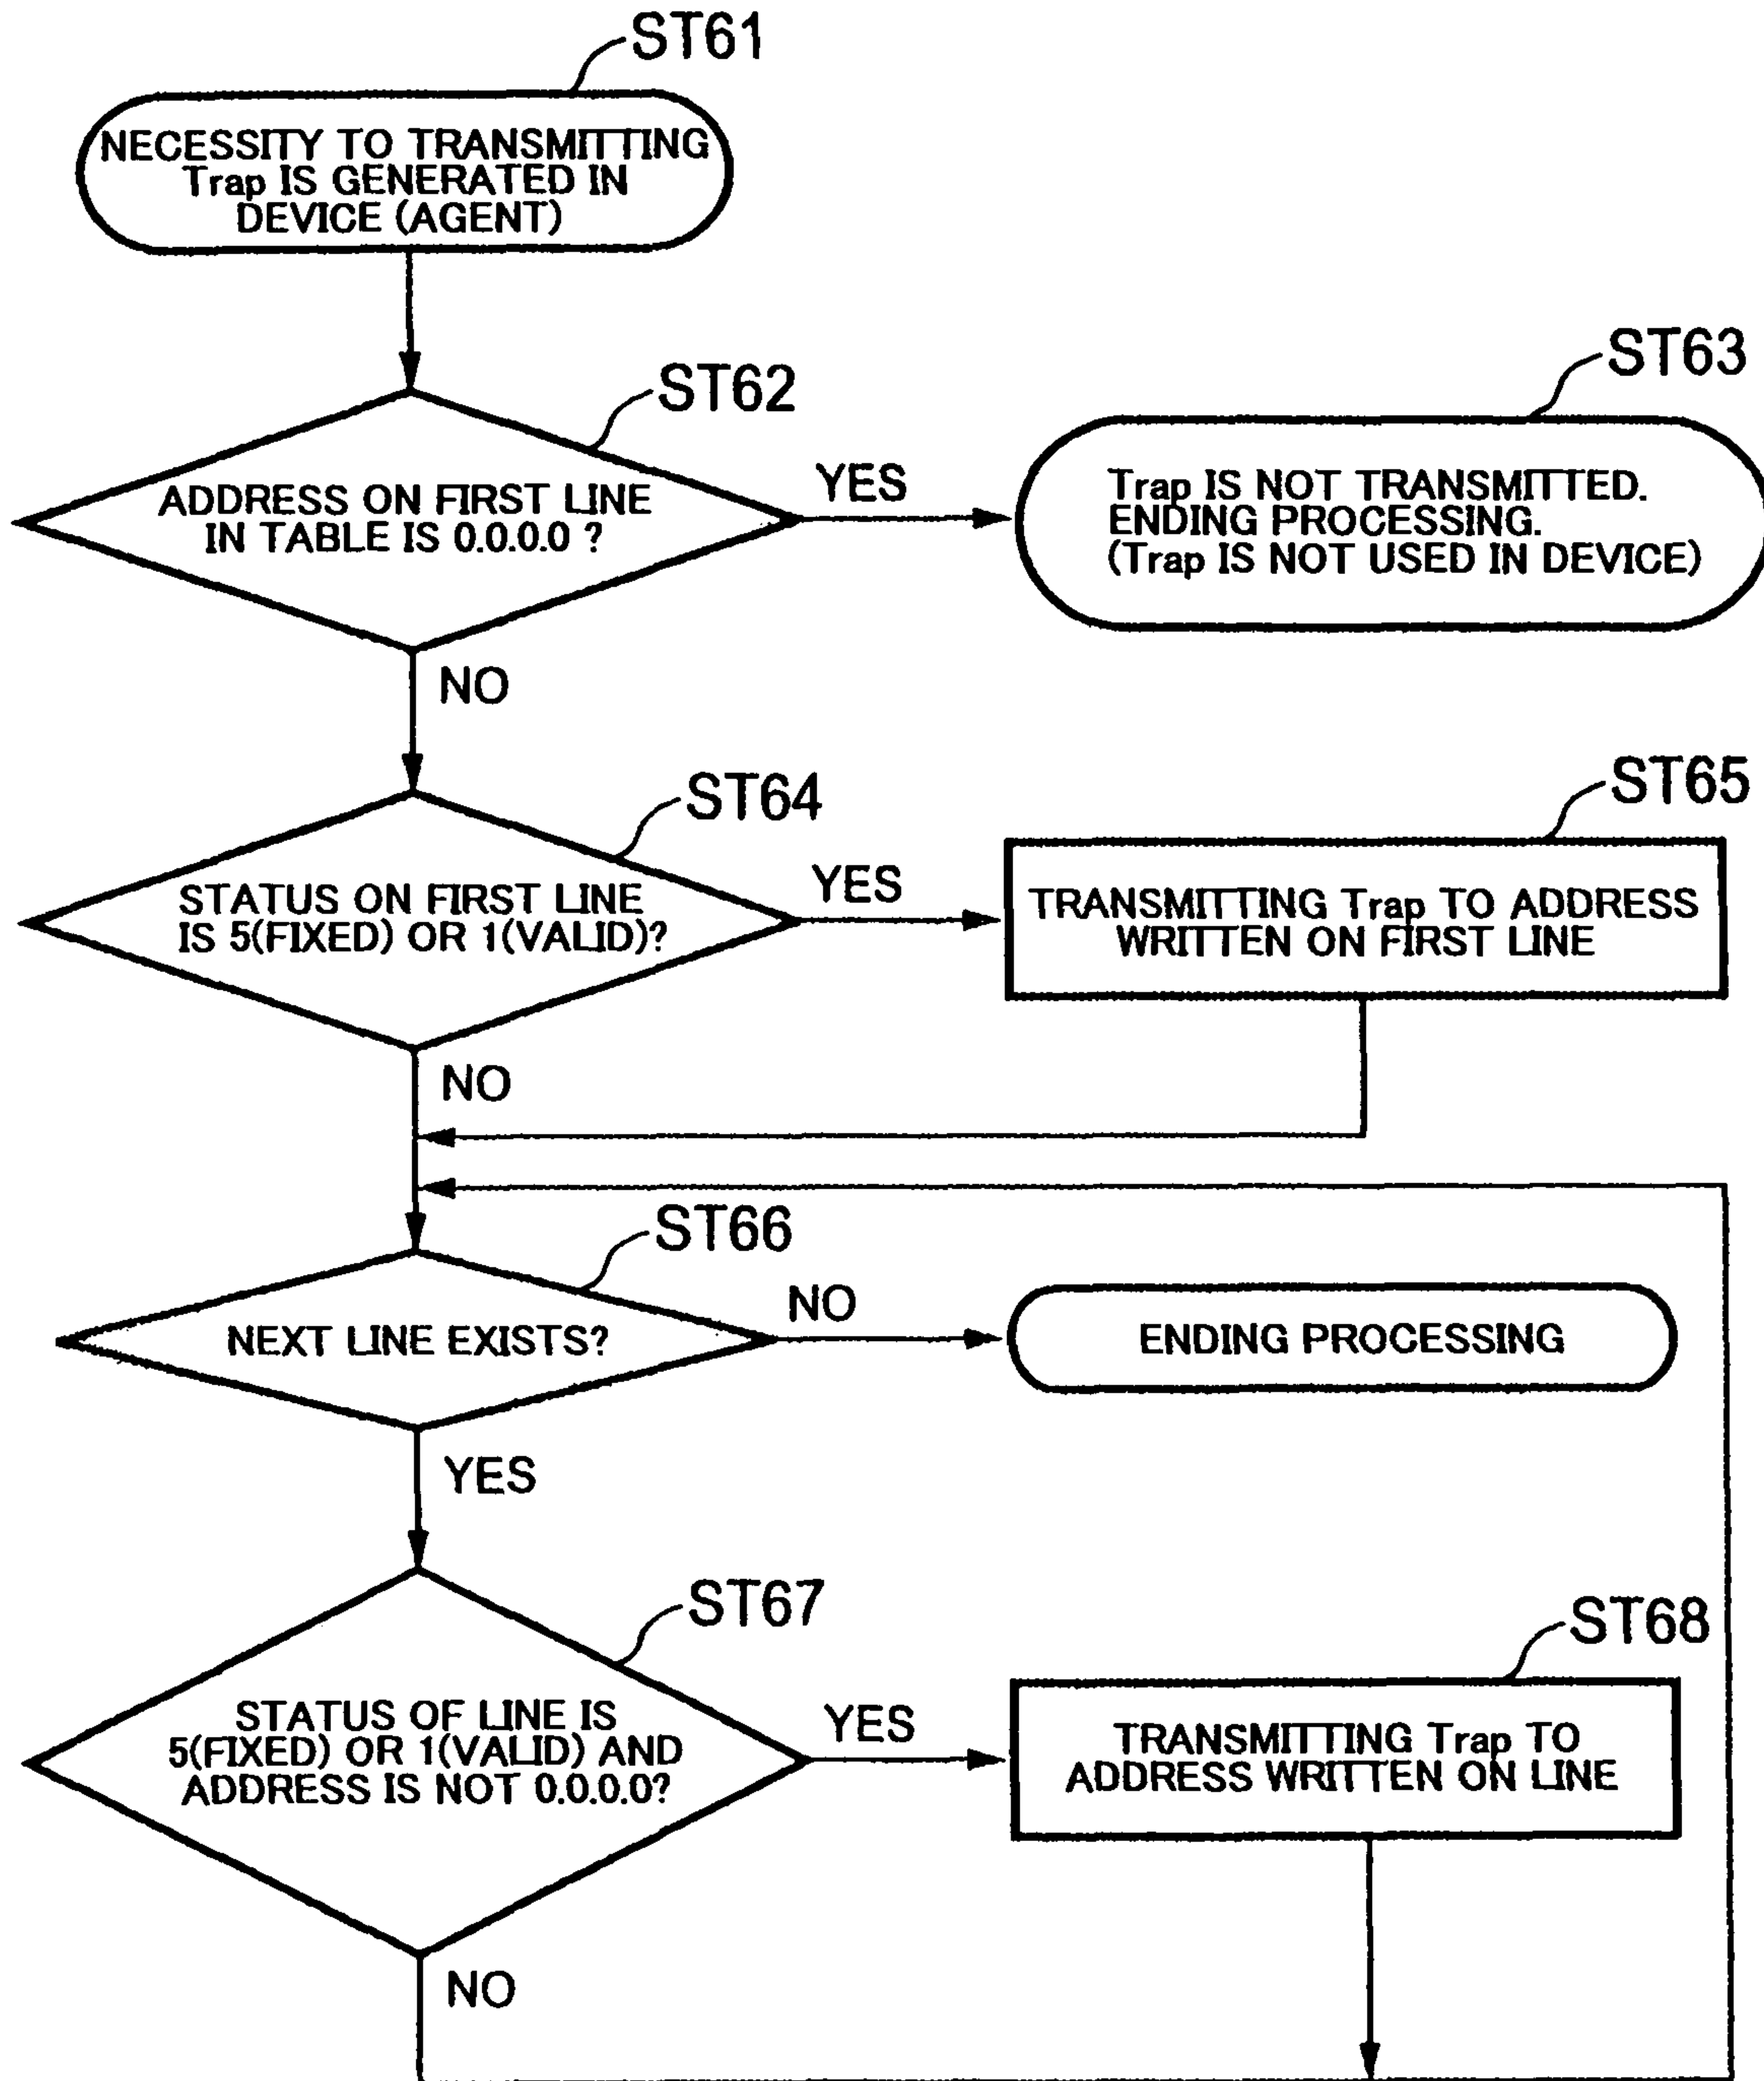 ST61
NECESSITY TO TRANSMITTING
Trap IS GENERATED IN
DEVICE (AGENT)
ST62
ADDRESS ON FIRST LINE
IN TABLE IS 0.0.0.0 ?
YES
ST63
Trap IS NOT TRANSMITTED.
ENDING PROCESSING.
(Trap IS NOT USED IN DEVICE)
NO
ST64
STATUS ON FIRST LINE
IS 5(FIXED) OR 1(VALID)?
YES
ST65
TRANSMITTING Trap TO ADDRESS
WRITTEN ON FIRST LINE
NO
ST66
NEXT LINE EXISTS?
NO
ENDING PROCESSING
YES
ST67
STATUS OF LINE IS
5(FIXED) OR 1(VALID) AND
ADDRESS IS NOT 0.0.0.0?
YES
ST68
TRANSMITTING Trap TO
ADDRESS WRITTEN ON LINE
NO